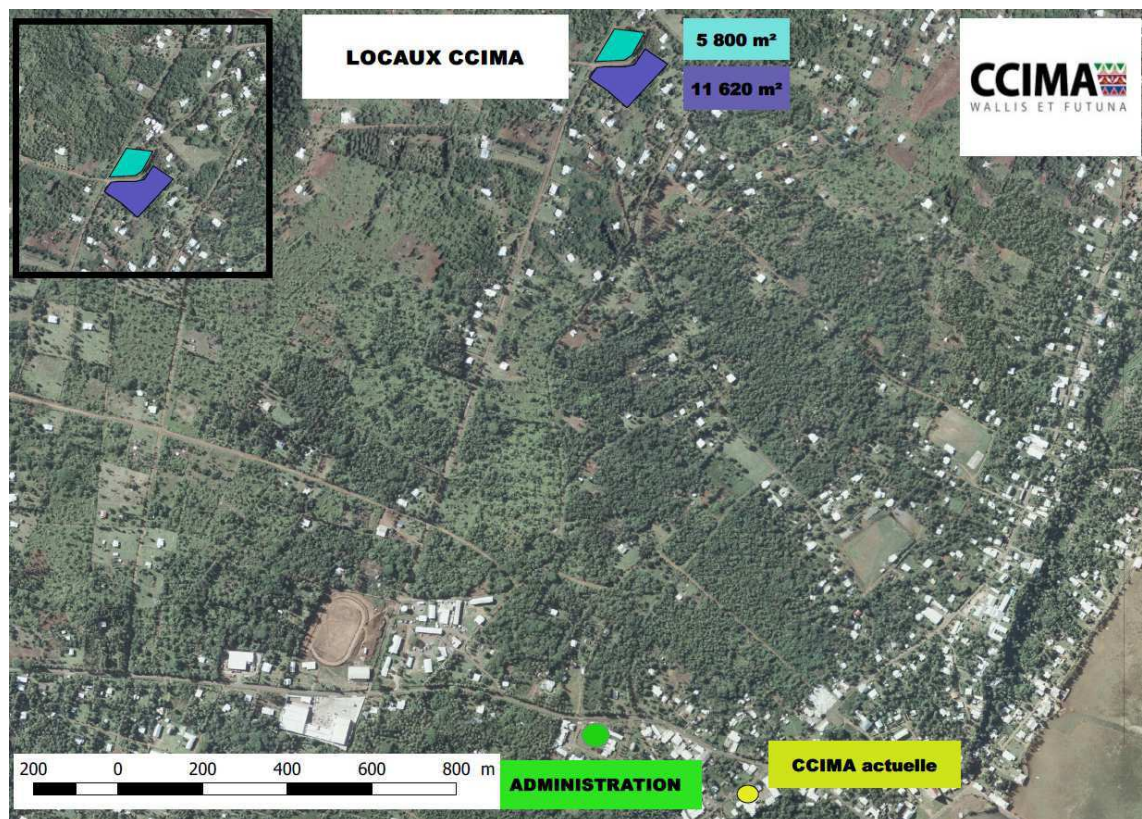 LOCAUX CCIMA
5 800 m²
11 620 m²
CCIMA
WALLIS ET FUTUNA
CCIMA actuelle
ADMINISTRATION
200 0 200 400 600 800 m